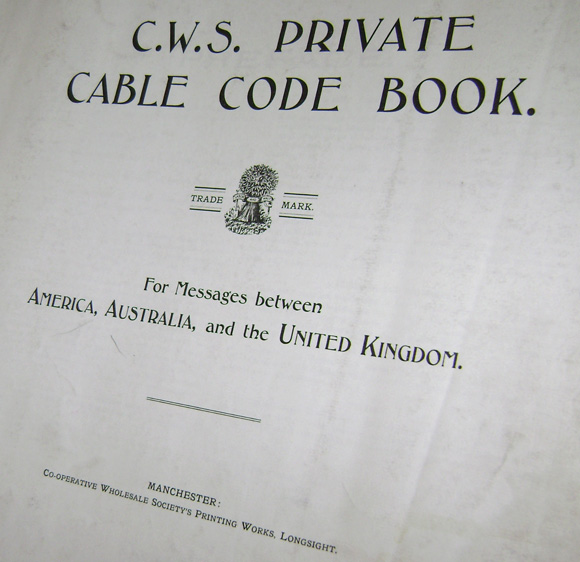 C.W.S. PRIVATE
CABLE CODE BOOK.
TRADE MARK.
For Messages between
AMERICA, AUSTRALIA, and the UNITED KINGDOM.
MANCHESTER:
CO-OPERATIVE WHOLESALE SOCIETY'S PRINTING WORKS, LONGSIGHT.